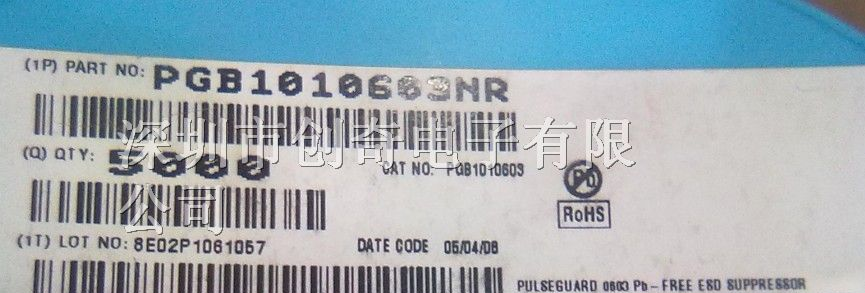 (1P) PART NO: PGB1010603NR
深圳市创奇电子有限公司
(Q) QTY: 5000
CAT NO: PGB1010603
Pb
RoHS
(1T) LOT NO: 8E02P1061057
DATE CODE 05/04/08
PULSEGUARD 0603 Pb-FREE ESD SUPPRESSOR